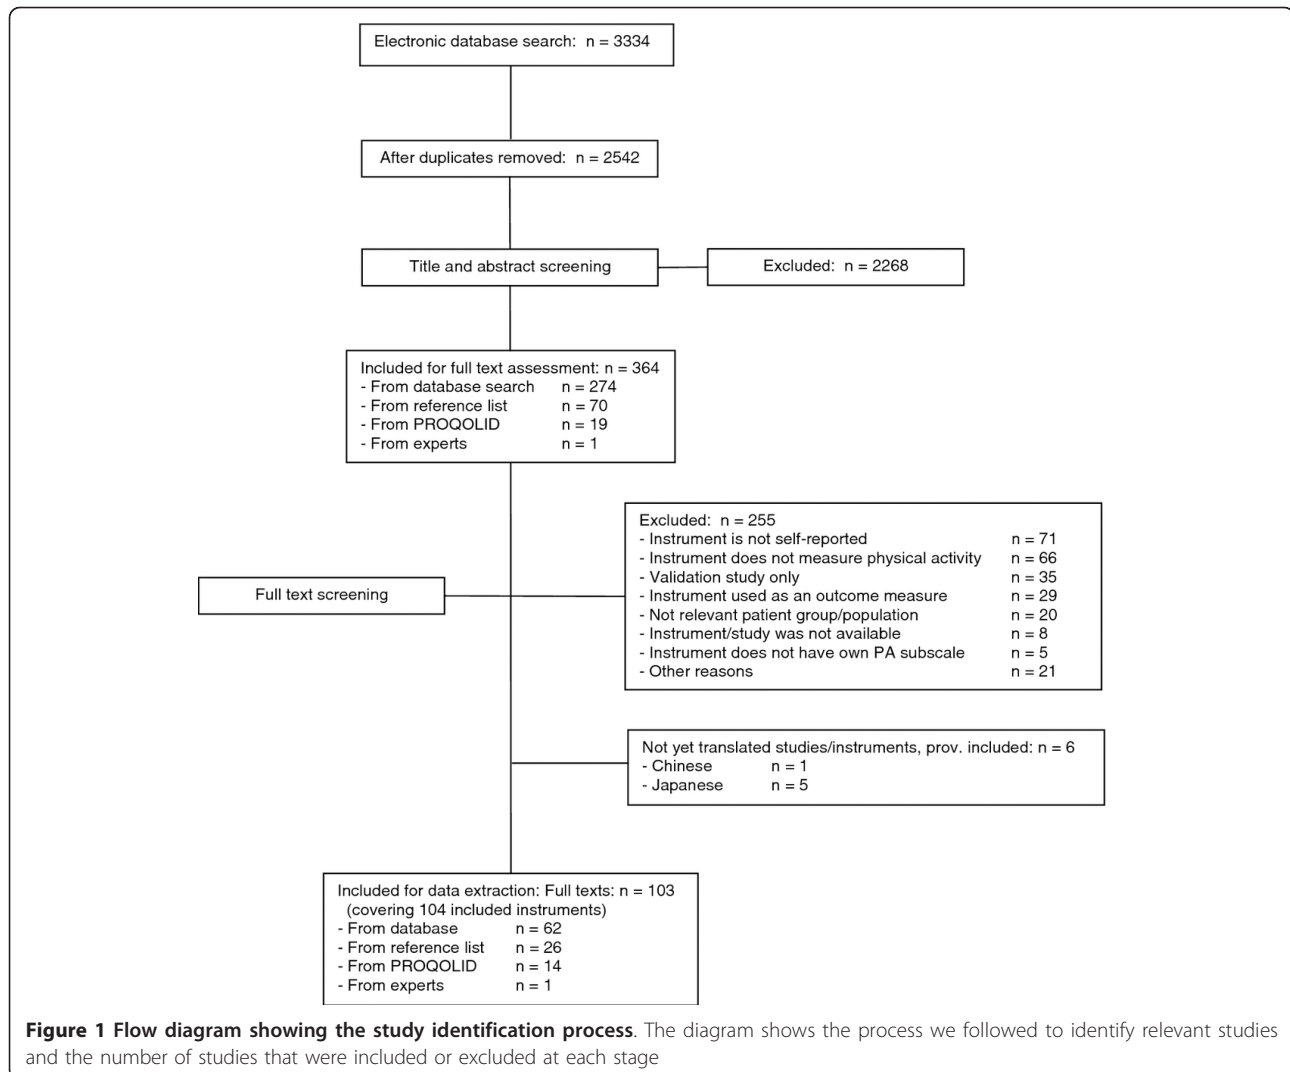 Electronic database search: n = 3334
After duplicates removed: n = 2542
Title and abstract screening
Excluded: n = 2268
Included for full text assessment: n = 364
- From database search n = 274
- From reference list n = 70
- From PROQOLID n = 19
- From experts n = 1
Excluded: n = 255
- Instrument is not self-reported n = 71
- Instrument does not measure physical activity n = 66
- Validation study only n = 35
- Instrument used as an outcome measure n = 29
- Not relevant patient group/population n = 20
- Instrument/study was not available n = 8
- Instrument does not have own PA subscale n = 5
- Other reasons n = 21
Full text screening
Not yet translated studies/instruments, prov. included: n = 6
- Chinese n = 1
- Japanese n = 5
Included for data extraction: Full texts: n = 103
(covering 104 included instruments)
- From database n = 62
- From reference list n = 26
- From PROQOLID n = 14
- From experts n = 1
Figure 1 Flow diagram showing the study identification process. The diagram shows the process we followed to identify relevant studies
and the number of studies that were included or excluded at each stage